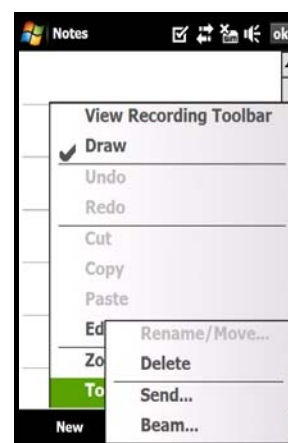 Notes
ok
View Recording Toolbar
Draw
Undo
Redo
Cut
Copy
Paste
Ed
Rename/Move...
Zo
Delete
To
Send...
New
Beam...